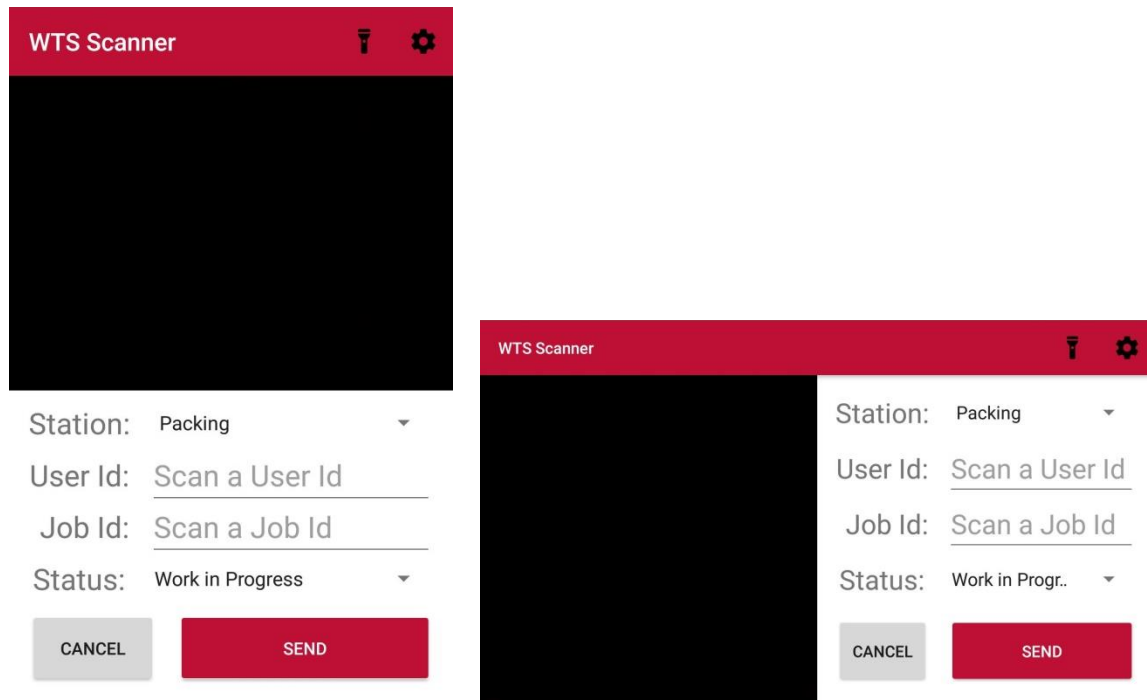 WTS Scanner
Station: Packing
User Id: Scan a User Id
Job Id: Scan a Job Id
Status: Work in Progress
CANCEL SEND
WTS Scanner
Station: Packing
User Id: Scan a User Id
Job Id: Scan a Job Id
Status: Work in Progr..
CANCEL SEND